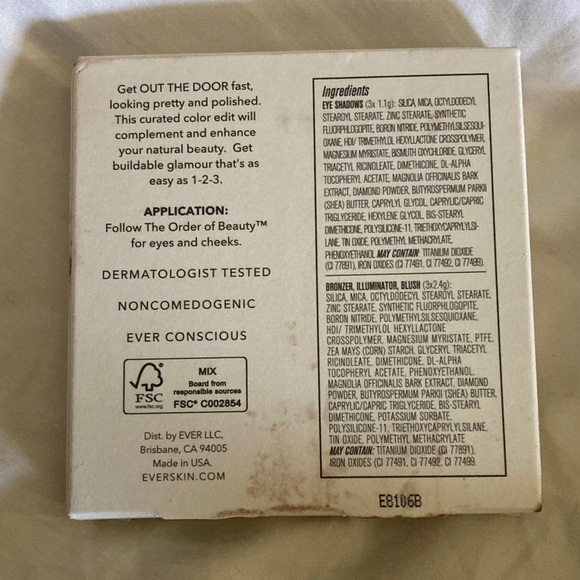 Get OUT THE DOOR fast,
looking pretty and polished.
This curated color edit will
complement and enhance
your natural beauty. Get
buildable glamour that's as
easy as 1-2-3.
APPLICATION:
Follow The Order of Beauty™
for eyes and cheeks.
DERMATOLOGIST TESTED
NONCOMEDOGENIC
EVER CONSCIOUS
FSC
www.fsc.org
MIX
Board from
responsible sources
FSC® C002854
Dist. by EVER LLC,
Brisbane, CA 94005
Made in USA.
EVERSKIN.COM
Ingredients
EYE SHADOWS (3x 1.1g): SILICA, MICA, OCTYLDODECYL
STEAROYL STEARATE, ZINC STEARATE, SYNTHETIC
FLUORPHLOGOPITE, BORON NITRIDE, POLYMETHYLSILSESQUI-
OXANE, HDI/ TRIMETHYLOL HEXYLLACTONE CROSSPOLYMER,
MAGNESIUM MYRISTATE, BISMUTH OXYCHLORIDE, GLYCERYL
TRIACETYL RICINOLEATE, DIMETHICONE, DL-ALPHA
TOCOPHERYL ACETATE, MAGNOLIA OFFICINALIS BARK
EXTRACT, DIAMOND POWDER, BUTYROSPERMUM PARKII
(SHEA) BUTTER, CAPRYLYL GLYCOL, CAPRYLIC/CAPRIC
TRIGLYCERIDE, HEXYLENE GLYCOL, BIS-STEARYL
DIMETHICONE, POLYSILICONE-11, TRIETHOXYCAPRYLYLSI-
LANE, TIN OXIDE, POLYMETHYL METHACRYLATE,
PHENOXYETHANOL MAY CONTAIN: TITANIUM DIOXIDE
(CI 77891), IRON OXIDES (CI 77491, CI 77492, CI 77499).
BRONZER, ILLUMINATOR, BLUSH (3x2.4g):
SILICA, MICA, OCTYLDODECYL STEAROYL STEARATE,
ZINC STEARATE, SYNTHETIC FLUORPHLOGOPITE,
BORON NITRIDE, POLYMETHYLSILSESQUIOXANE,
HDI/ TRIMETHYLOL HEXYLLACTONE
CROSSPOLYMER, MAGNESIUM MYRISTATE, PTFE,
ZEA MAYS (CORN) STARCH, GLYCERYL TRIACETYL
RICINOLEATE, DIMETHICONE, DL-ALPHA
TOCOPHERYL ACETATE, PHENOXYETHANOL,
MAGNOLIA OFFICINALIS BARK EXTRACT, DIAMOND
POWDER, BUTYROSPERMUM PARKII (SHEA) BUTTER,
CAPRYLIC/CAPRIC TRIGLYCERIDE, BIS-STEARYL
DIMETHICONE, POTASSIUM SORBATE,
POLYSILICONE-11, TRIETHOXYCAPRYLYLSILANE,
TIN OXIDE, POLYMETHYL METHACRYLATE
MAY CONTAIN: TITANIUM DIOXIDE (CI 77891),
IRON OXIDES (CI 77491, CI 77492, CI 77499.
E8106B